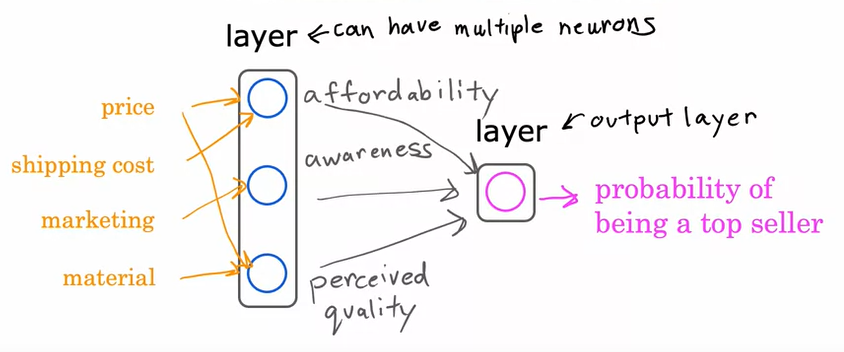 layer ← can have multiple neurons
price
shipping cost
marketing
material
affordability
awareness
perceived
quality
layer ← output layer
probability of
being a top seller